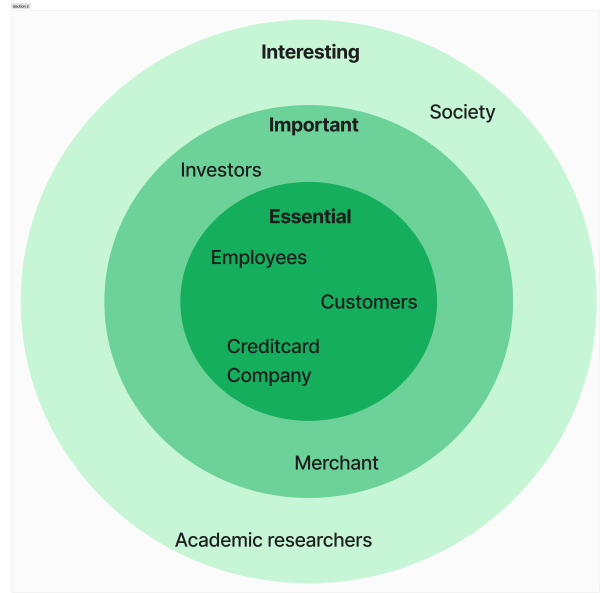 Section 2
Interesting
Society
Important
Investors
Essential
Employees
Customers
Creditcard
Company
Merchant
Academic researchers